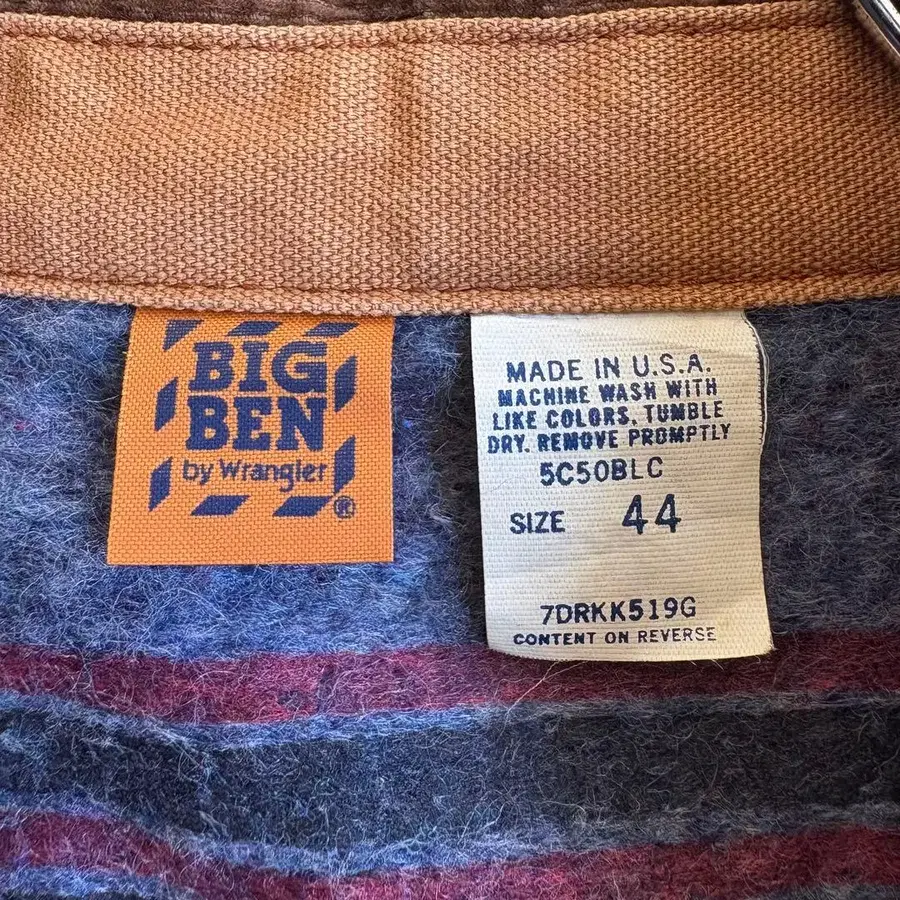 BIG
BEN
by Wrangler
®
MADE IN U.S.A.
MACHINE WASH WITH
LIKE COLORS, TUMBLE
DRY. REMOVE PROMPTLY
5C50BLC
SIZE 44
7DRKK519G
CONTENT ON REVERSE